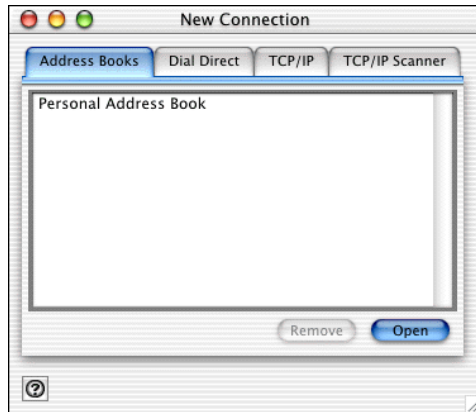 New Connection
Address Books Dial Direct TCP/IP TCP/IP Scanner
Personal Address Book
Remove Open
?